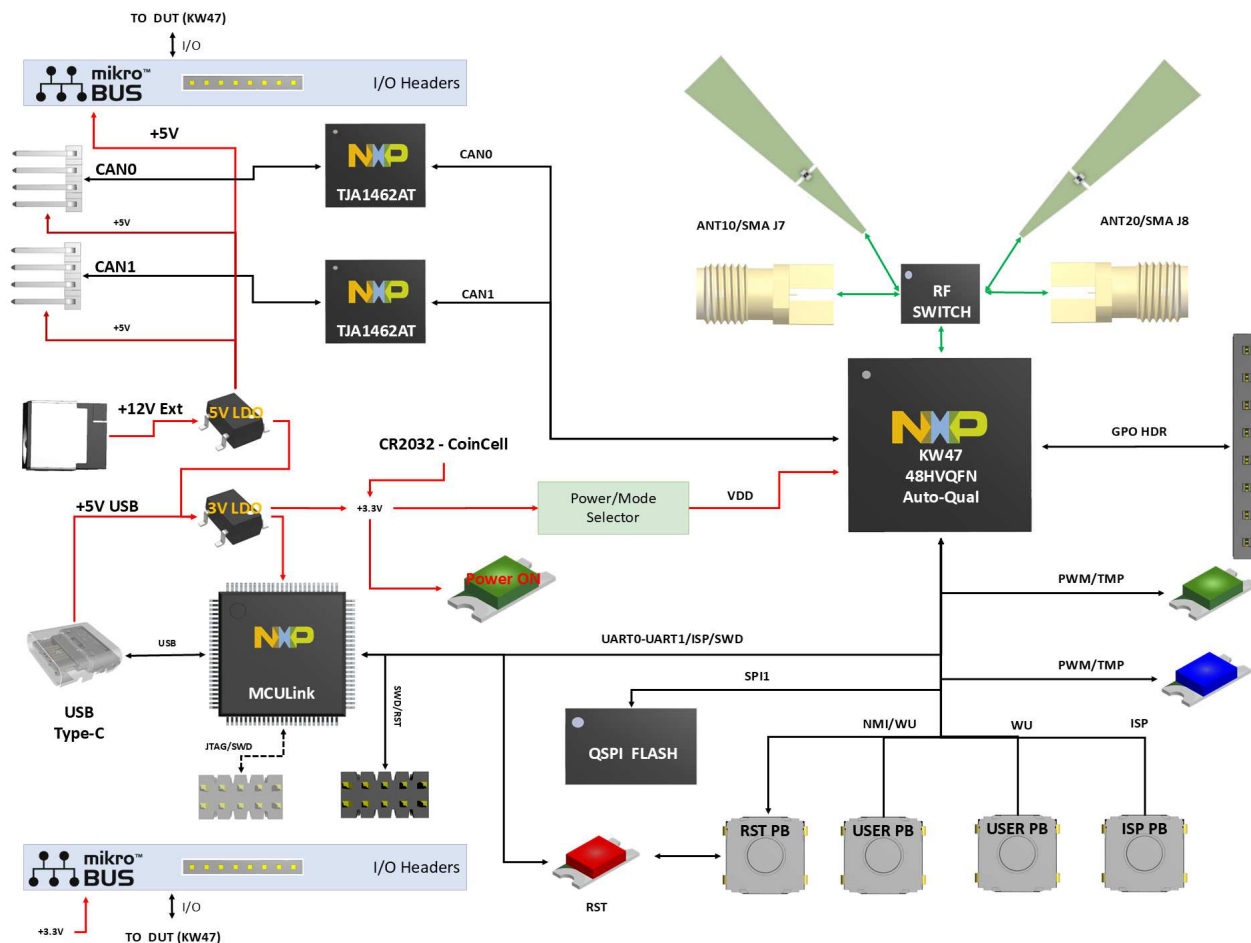 TO DUT (KW47)
I/O
mikro™
BUS
I/O Headers
+5V
CAN0
+5V
CAN1
+5V
NXP
TJA1462AT
CAN0
NXP
TJA1462AT
CAN1
ANT10/SMA J7
ANT20/SMA J8
RF
SWITCH
+12V Ext
5V LDO
+5V USB
3V LDO
CR2032 - CoinCell
+3.3V
Power/Mode
Selector
VDD
NXP
KW47
48HVQFN
Auto-Qual
GPO HDR
Power ON
PWM/TMP
PWM/TMP
USB
Type-C
USB
NXP
MCULink
UART0-UART1/ISP/SWD
SPI1
SWD/RST
JTAG/SWD
QSPI FLASH
NMI/WU
WU
ISP
RST PB
USER PB
USER PB
ISP PB
RST
mikro™
BUS
I/O Headers
+3.3V
I/O
TO DUT (KW47)